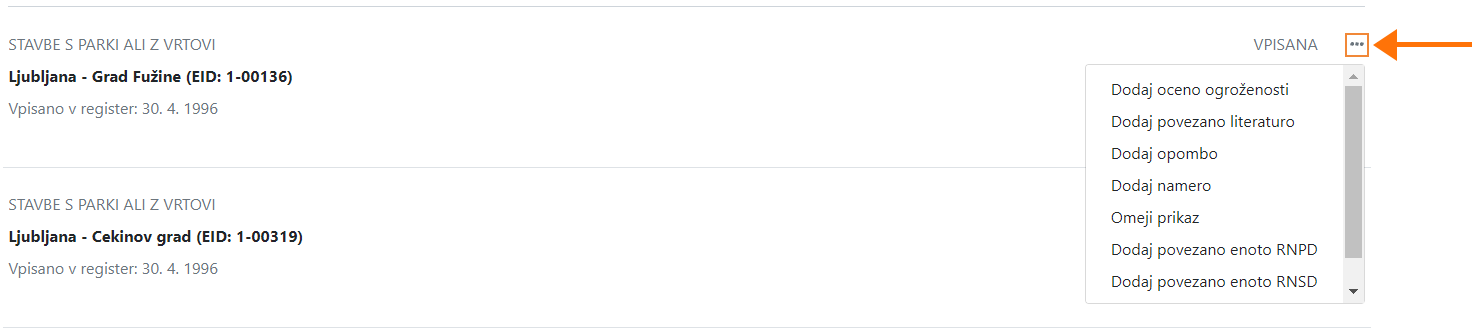 STAVBE S PARKI ALI Z VRTOVI
VPISANA
Ljubljana - Grad Fužine (EID: 1-00136)
Vpisano v register: 30. 4. 1996
Dodaj oceno ogroženosti
Dodaj povezano literaturo
Dodaj opombo
Dodaj namero
Omeji prikaz
Dodaj povezano enoto RNPD
Dodaj povezano enoto RNSD
STAVBE S PARKI ALI Z VRTOVI
Ljubljana - Cekinov grad (EID: 1-00319)
Vpisano v register: 30. 4. 1996